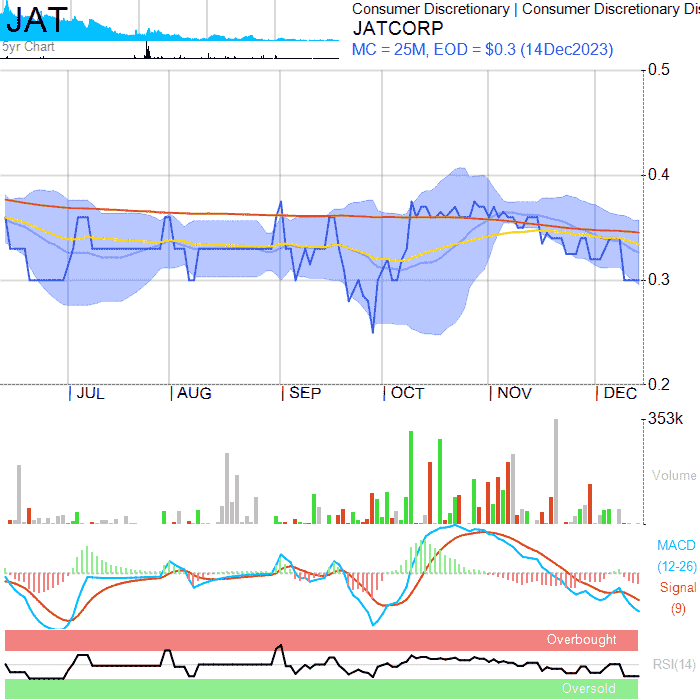 JAT
5yr Chart
Consumer Discretionary | Consumer Discretionary Dis
JATCORP
MC = 25M, EOD = $0.3 (14Dec2023)
0.5
0.4
0.3
0.2
JUL AUG SEP OCT NOV DEC
353k
Volume
MACD
(12-26)
Signal
(9)
Overbought
RSI(14)
Oversold